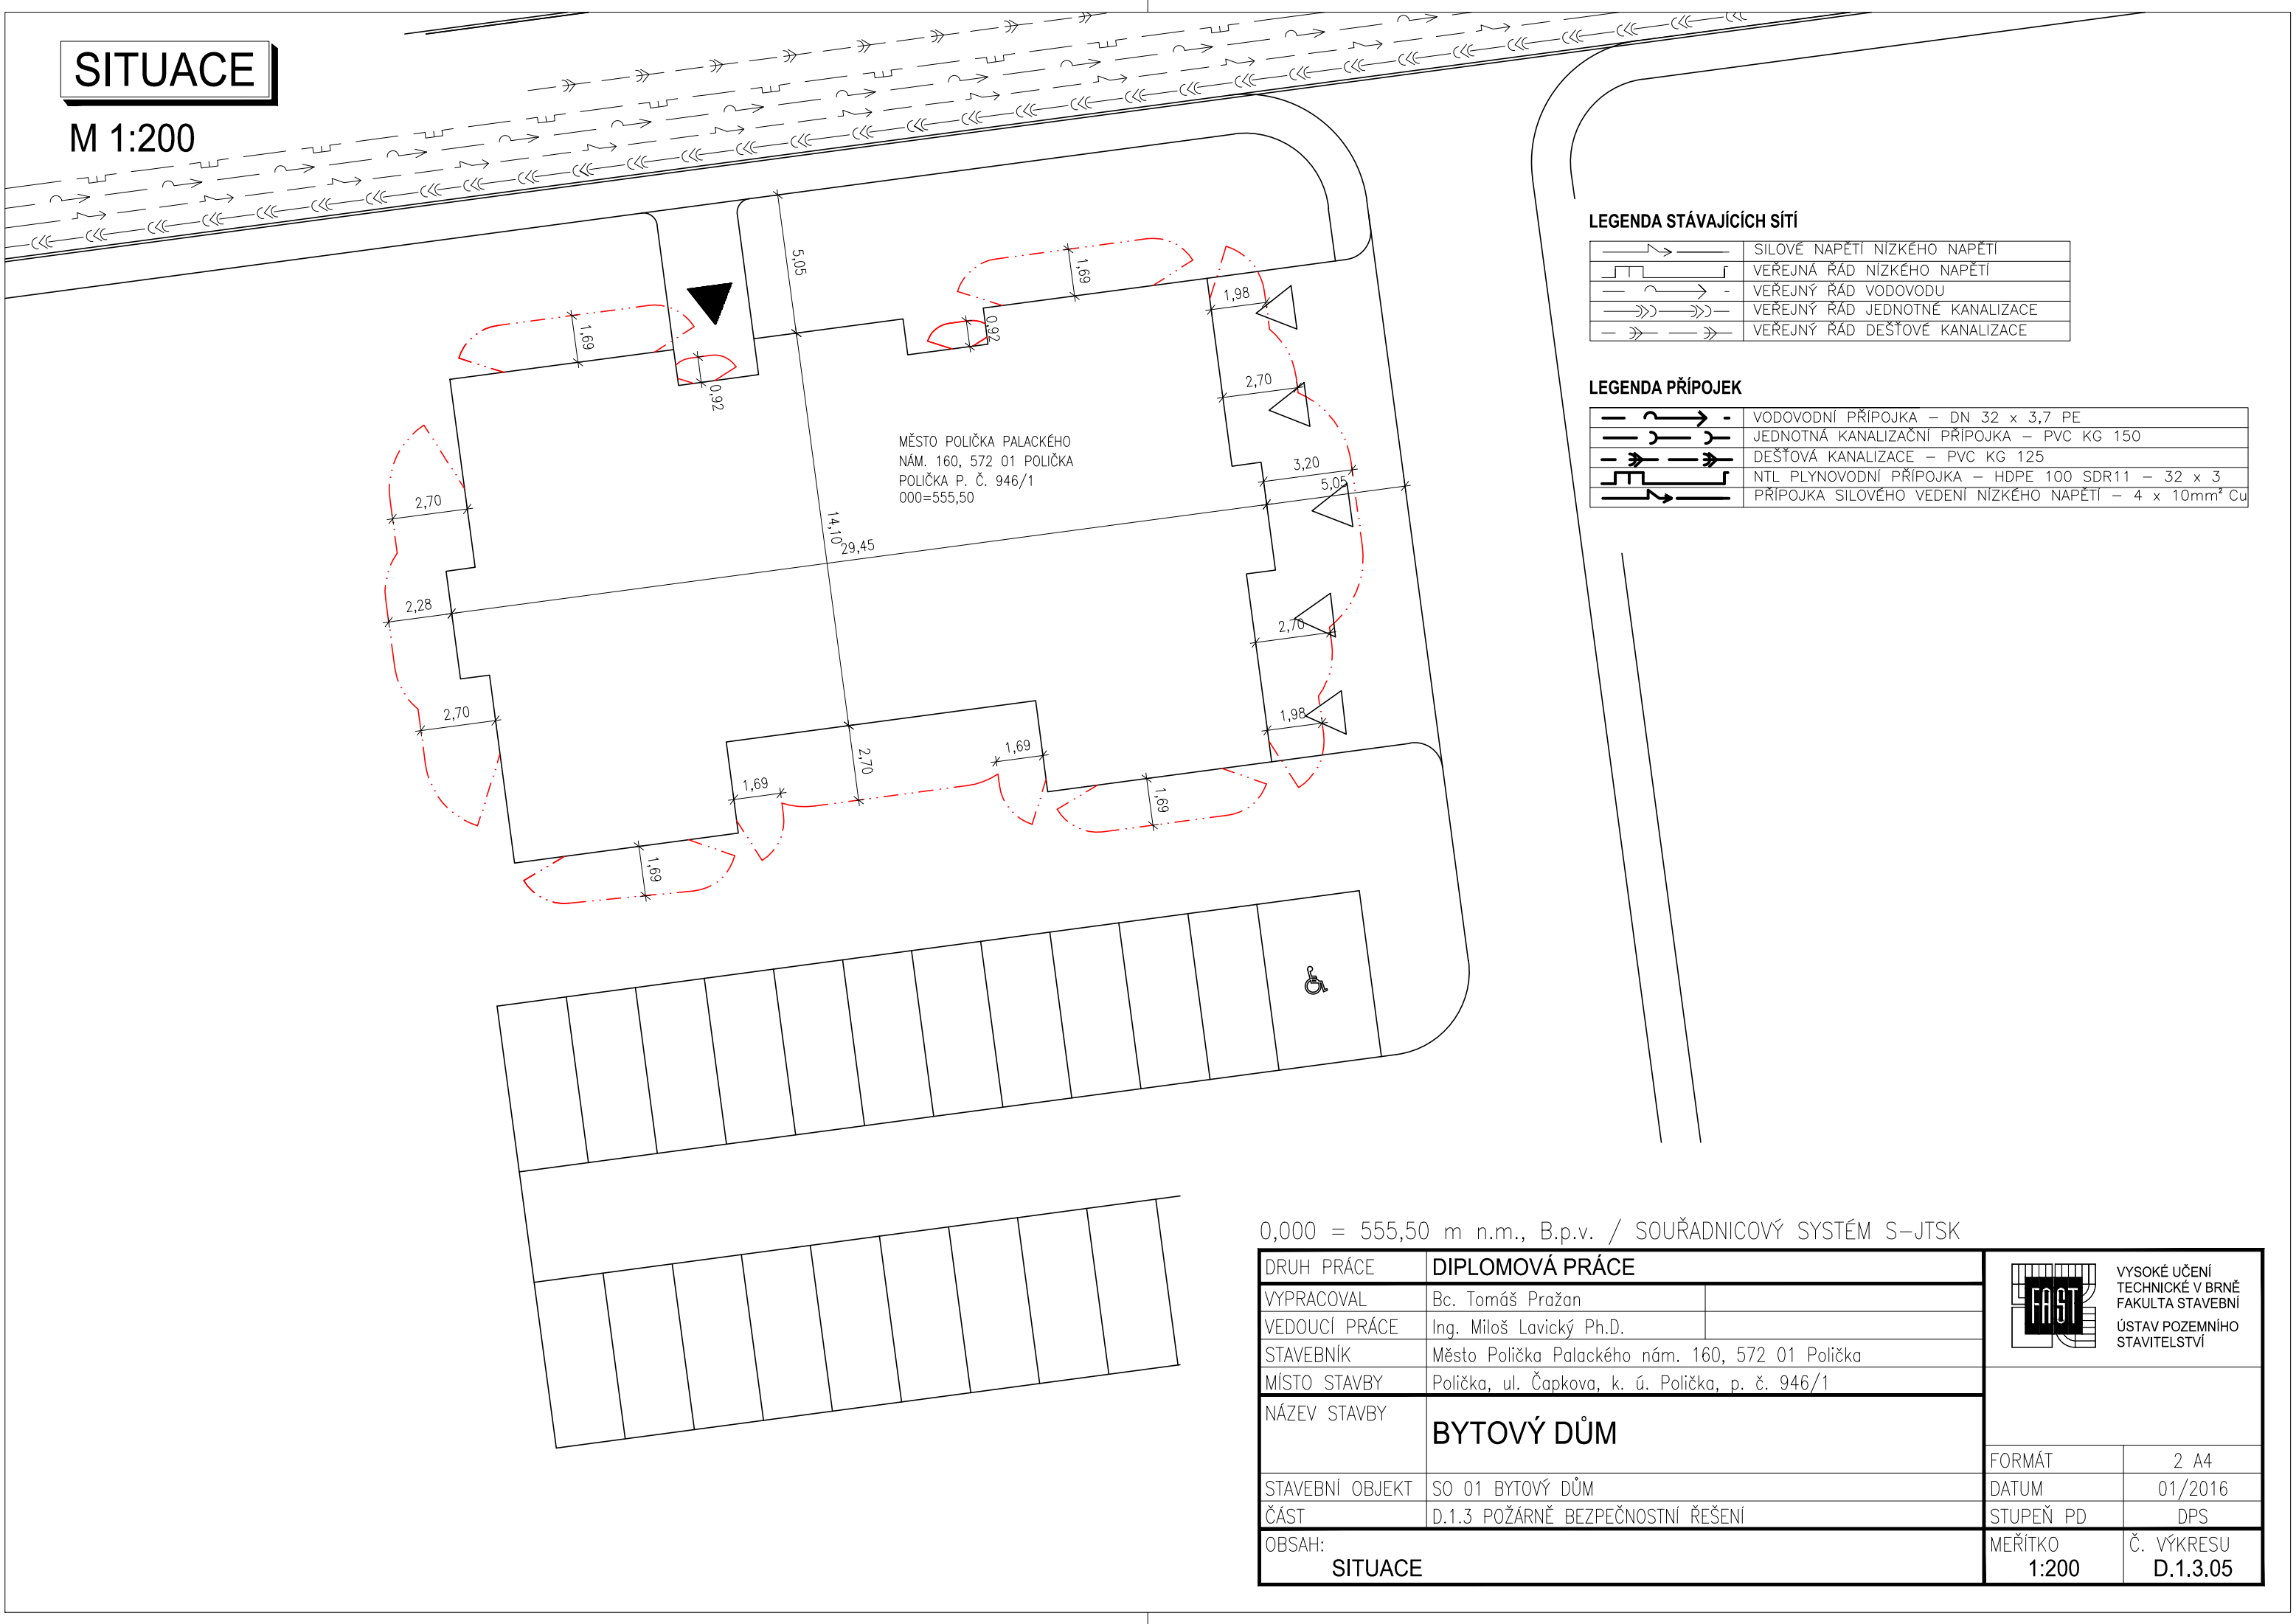 SITUACE
M 1:200
5,05
1,69
1,69
0,92
0,92
1,98
2,70
3,20
5,05
2,70
2,28
2,70
MĚSTO POLIČKA PALACKÉHO
NÁM. 160, 572 01 POLIČKA
POLIČKA P. Č. 946/1
000=555,50
14,10
29,45
2,70
1,98
1,69
2,70
1,69
1,69
1,69
LEGENDA STÁVAJÍCÍCH SÍTÍ
SILOVÉ NAPĚTÍ NÍZKÉHO NAPĚTÍ
VEŘEJNÁ ŘÁD NÍZKÉHO NAPĚTÍ
VEŘEJNÝ ŘÁD VODOVODU
VEŘEJNÝ ŘÁD JEDNOTNÉ KANALIZACE
VEŘEJNÝ ŘÁD DEŠŤOVÉ KANALIZACE
LEGENDA PŘÍPOJEK
VODOVODNÍ PŘÍPOJKA – DN 32 x 3,7 PE
JEDNOTNÁ KANALIZAČNÍ PŘÍPOJKA – PVC KG 150
DEŠŤOVÁ KANALIZACE – PVC KG 125
NTL PLYNOVODNÍ PŘÍPOJKA – HDPE 100 SDR11 – 32 x 3
PŘÍPOJKA SILOVÉHO VEDENÍ NÍZKÉHO NAPĚTÍ – 4 x 10mm² Cu
0,000 = 555,50 m n.m., B.p.v. / SOUŘADNICOVÝ SYSTÉM S–JTSK
DRUH PRÁCE DIPLOMOVÁ PRÁCE
VYPRACOVAL Bc. Tomáš Pražan
VEDOUCÍ PRÁCE Ing. Miloš Lavický Ph.D.
STAVEBNÍK Město Polička Palackého nám. 160, 572 01 Polička
MÍSTO STAVBY Polička, ul. Čapkova, k. ú. Polička, p. č. 946/1
NÁZEV STAVBY
BYTOVÝ DŮM
STAVEBNÍ OBJEKT SO 01 BYTOVÝ DŮM
ČÁST D.1.3 POŽÁRNĚ BEZPEČNOSTNÍ ŘEŠENÍ
OBSAH:
SITUACE
FAST
VYSOKÉ UČENÍ
TECHNICKÉ V BRNĚ
FAKULTA STAVEBNÍ
ÚSTAV POZEMNÍHO
STAVITELSTVÍ
FORMÁT 2 A4
DATUM 01/2016
STUPEŇ PD DPS
MEŘÍTKO Č. VÝKRESU
1:200 D.1.3.05